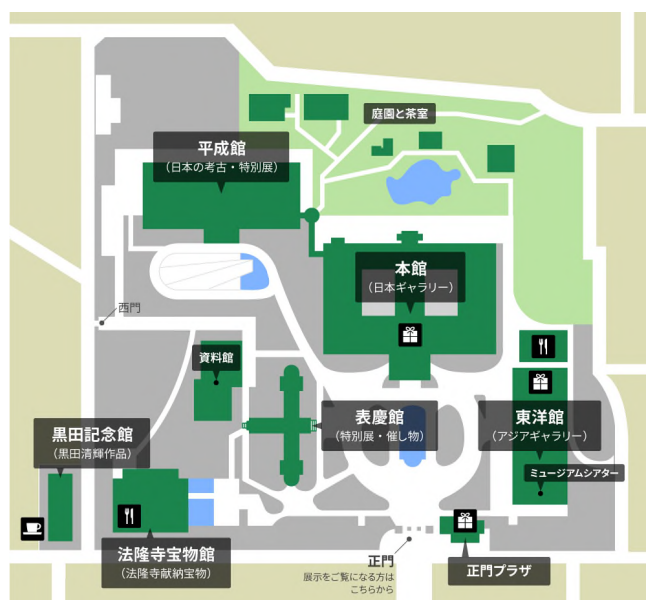 庭園と茶室
平成館
（日本の考古・特別展）
本館
（日本ギャラリー）
西門
資料館
表慶館
（特別展・催し物）
東洋館
（アジアギャラリー）
ミュージアムシアター
黒田記念館
（黒田清輝作品）
法隆寺宝物館
（法隆寺献納宝物）
正門
展示をご覧になる方は
こちらから
正門プラザ